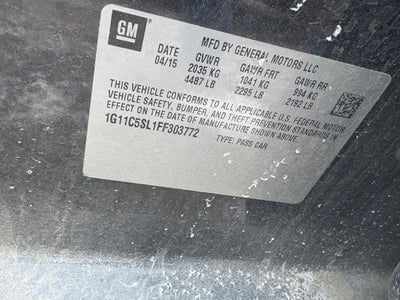 GM
MFD BY GENERAL MOTORS LLC
DATE GVWR GAWR FRT GAWR RR
04/15 2035 KG 1041 KG 994 KG
4487 LB 2295 LB 2192 LB
THIS VEHICLE CONFORMS TO ALL APPLICABLE U.S. FEDERAL MOTOR
VEHICLE SAFETY, BUMPER, AND THEFT PREVENTION STANDARDS IN
EFFECT ON THE DATE OF MANUFACTURE SHOWN ABOVE.
1G11C5SL1FF303772
TYPE: PASS CAR